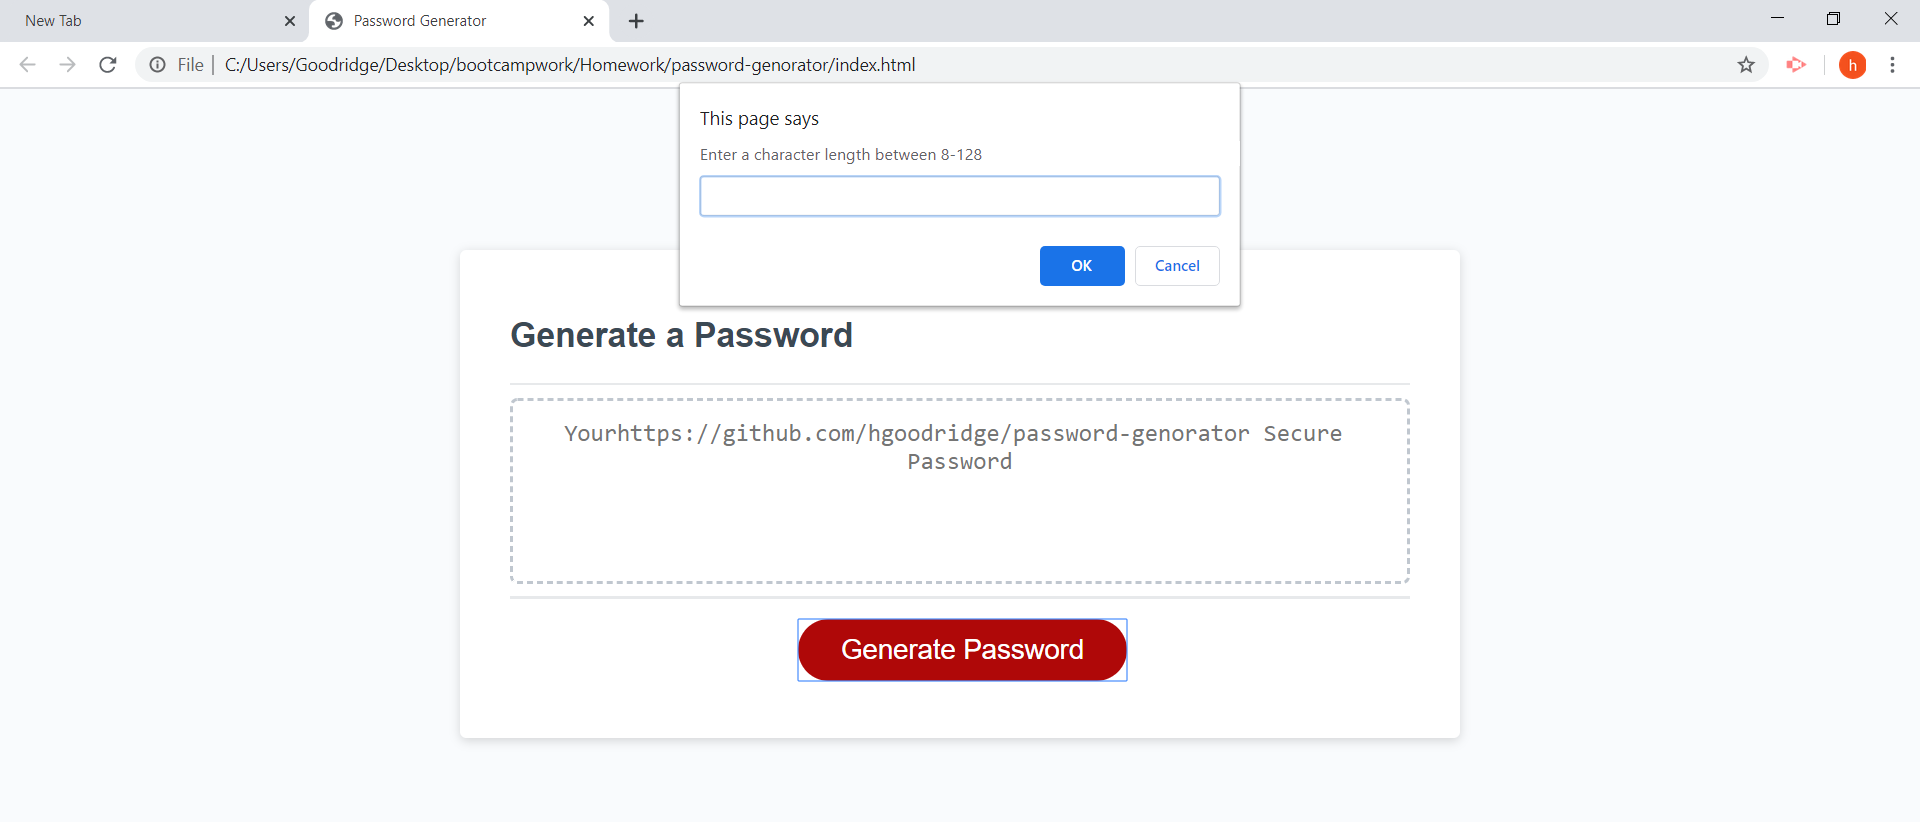 New Tab
Password Generator
File | C:/Users/Goodridge/Desktop/bootcampwork/Homework/password-genorator/index.html
h
This page says
Enter a character length between 8-128
OK Cancel
Generate a Password
Yourhttps://github.com/hgoodridge/password-genorator Secure
Password
Generate Password